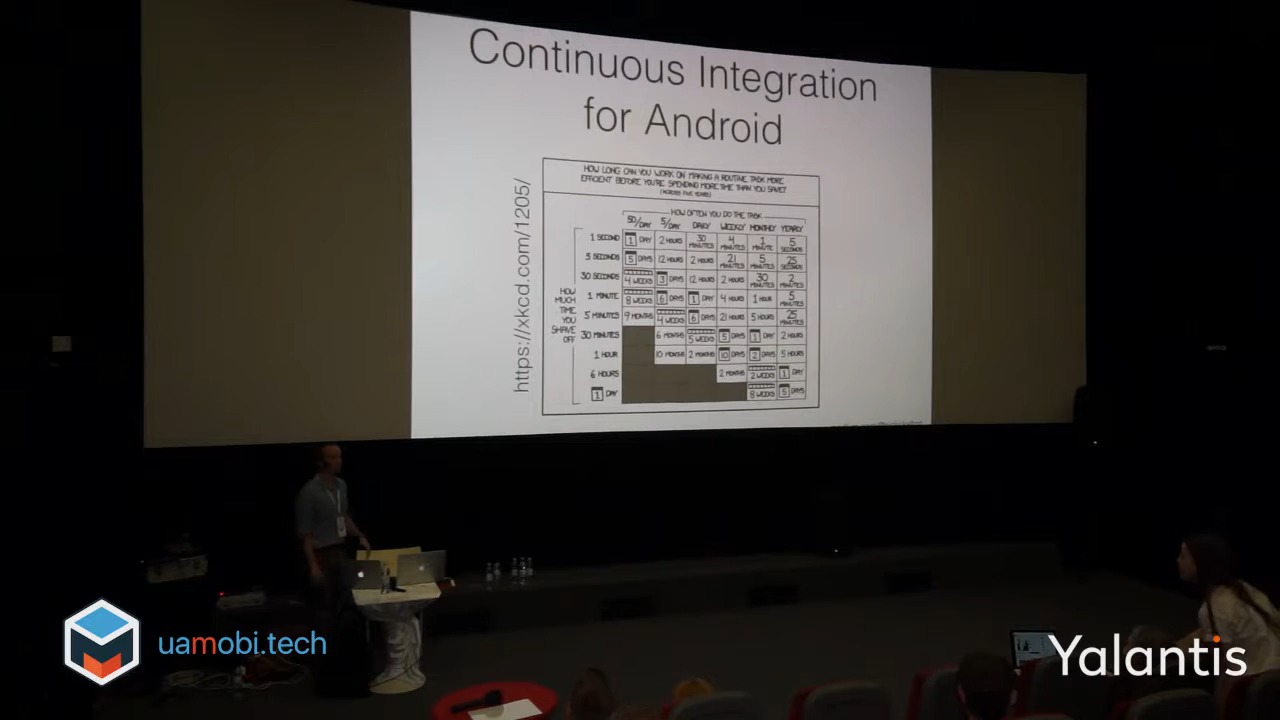 Continuous Integration
for Android
https://xkcd.com/1205/
HOW LONG CAN YOU WORK ON MAKING A ROUTINE TASK MORE
EFFICIENT BEFORE YOU'RE SPENDING MORE TIME THAN YOU SAVE?
(ACROSS FIVE YEARS)
HOW OFTEN YOU DO THE TASK
50/DAY 5/DAY DAILY WEEKLY MONTHLY YEARLY
HOW MUCH TIME YOU SHAVE OFF
1 SECOND 1 DAY 2 HOURS 30 MINUTES 4 MINUTES 1 MINUTE 5 SECONDS
5 SECONDS 5 DAYS 12 HOURS 2 HOURS 21 MINUTES 5 MINUTES 25 SECONDS
30 SECONDS 4 WEEKS 3 DAYS 12 HOURS 2 HOURS 30 MINUTES 2 MINUTES
1 MINUTE 8 WEEKS 6 DAYS 1 DAY 4 HOURS 1 HOUR 5 MINUTES
5 MINUTES 9 MONTHS 4 WEEKS 6 DAYS 21 HOURS 5 HOURS 25 MINUTES
30 MINUTES 6 MONTHS 5 WEEKS 5 DAYS 1 DAY 2 HOURS
1 HOUR 10 MONTHS 2 MONTHS 10 DAYS 2 DAYS 5 HOURS
6 HOURS 2 MONTHS 2 WEEKS 1 DAY
1 DAY 8 WEEKS 5 DAYS
uamobi.tech
Yalantis